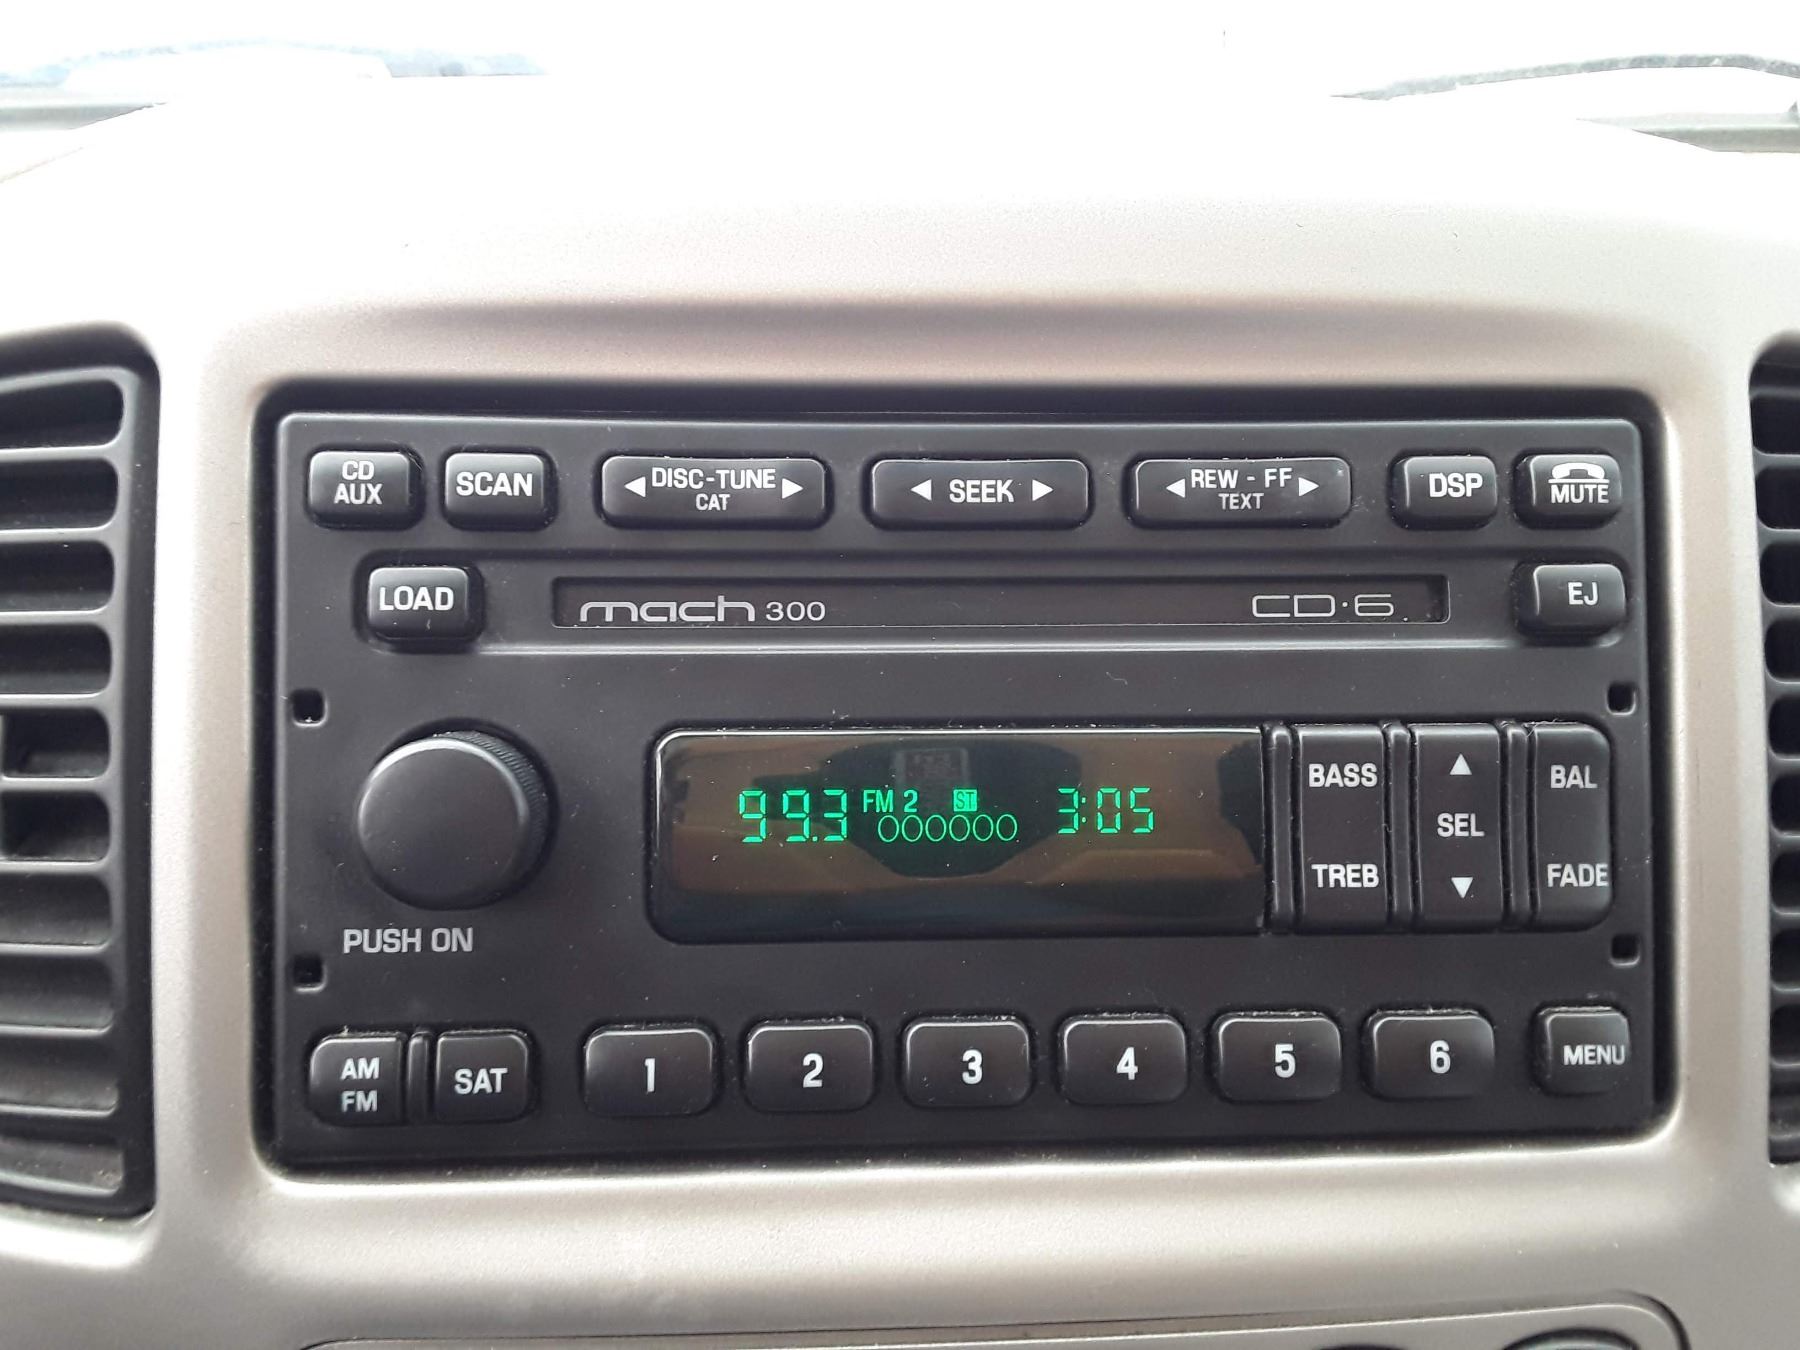 CD AUX
SCAN
DISC-TUNE
CAT
SEEK
REW - FF
TEXT
DSP
MUTE
LOAD
mach 300
CD·6
EJ
99.3 FM 2 ST 3:05
BASS
TREB
SEL
BAL
FADE
PUSH ON
AM
FM
SAT
1 2 3 4 5 6
MENU